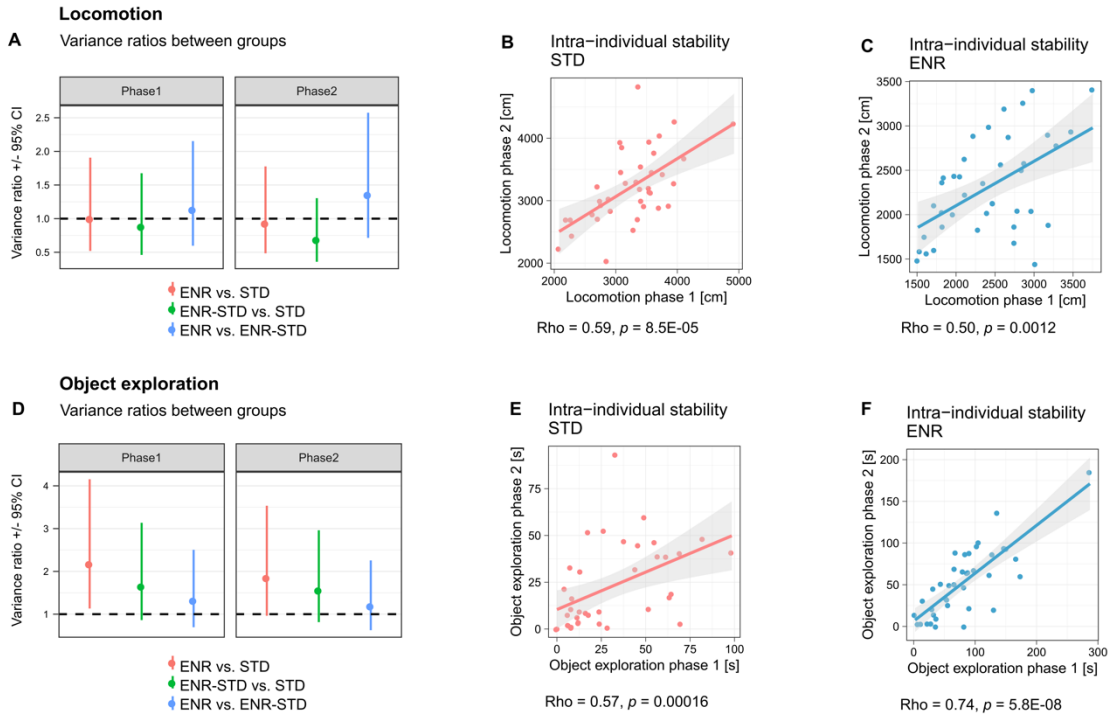 Locomotion
A
Variance ratios between groups
Phase1
Phase2
Variance ratio +/- 95% CI
2.5
2.0
1.5
1.0
0.5
ENR vs. STD
ENR-STD vs. STD
ENR vs. ENR-STD
B
Intra-individual stability
STD
Locomotion phase 2 [cm]
4000
3000
2000
2000 3000 4000 5000
Locomotion phase 1 [cm]
Rho = 0.59, p = 8.5E-05
C
Intra-individual stability
ENR
Locomotion phase 2 [cm]
3500
3000
2500
2000
1500
1500 2000 2500 3000 3500
Locomotion phase 1 [cm]
Rho = 0.50, p = 0.0012
Object exploration
D
Variance ratios between groups
Phase1
Phase2
Variance ratio +/- 95% CI
4
3
2
1
ENR vs. STD
ENR-STD vs. STD
ENR vs. ENR-STD
E
Intra-individual stability
STD
Object exploration phase 2 [s]
75
50
25
0
0 25 50 75 100
Object exploration phase 1 [s]
Rho = 0.57, p = 0.00016
F
Intra-individual stability
ENR
Object exploration phase 2 [s]
200
150
100
50
0
0 100 200 300
Object exploration phase 1 [s]
Rho = 0.74, p = 5.8E-08